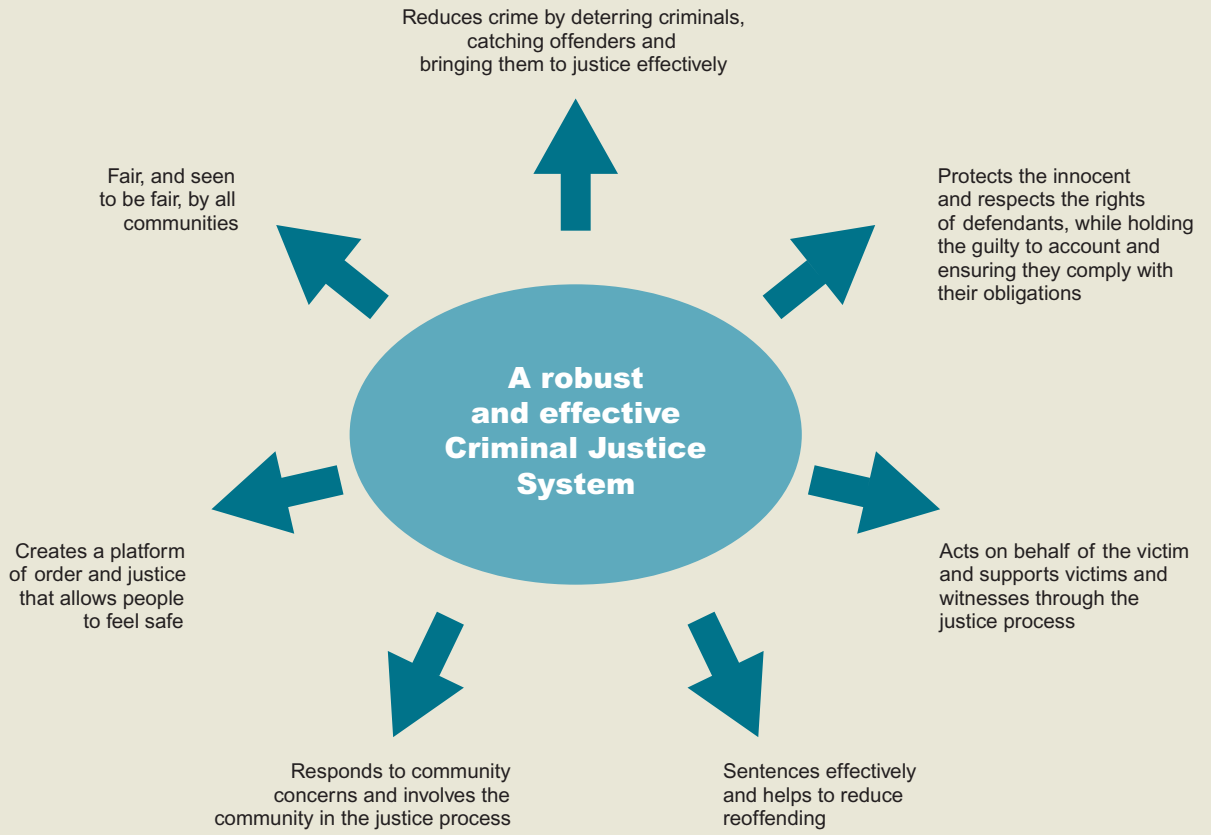 Reduces crime by deterring criminals,
catching offenders and
bringing them to justice effectively
Fair, and seen
to be fair, by all
communities
Protects the innocent
and respects the rights
of defendants, while holding
the guilty to account and
ensuring they comply with
their obligations
A robust
and effective
Criminal Justice
System
Creates a platform
of order and justice
that allows people
to feel safe
Acts on behalf of the victim
and supports victims and
witnesses through the
justice process
Responds to community
concerns and involves the
community in the justice process
Sentences effectively
and helps to reduce
reoffending